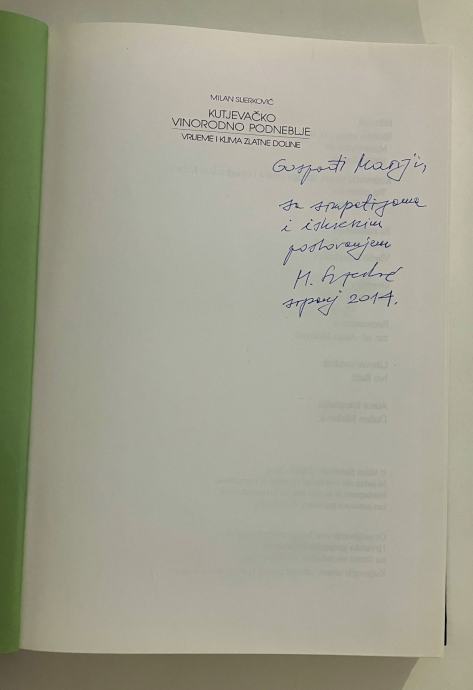 MILAN SIJERKOVIĆ
KUTJEVAČKO
VINORODNO PODNEBLJE
VRIJEME I KLIMA ZLATNE DOLINE
Gospođi Mariji,
sa simpatijama
i iskrenim
poštovanjem
M. Sijerković
srpanj 2014.